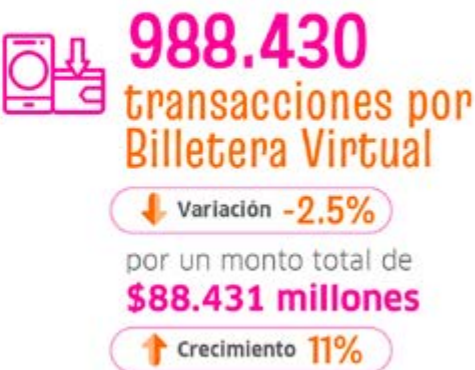 988.430
transacciones por
Billetera Virtual
Variación -2.5%
por un monto total de
$88.431 millones
Crecimiento 11%